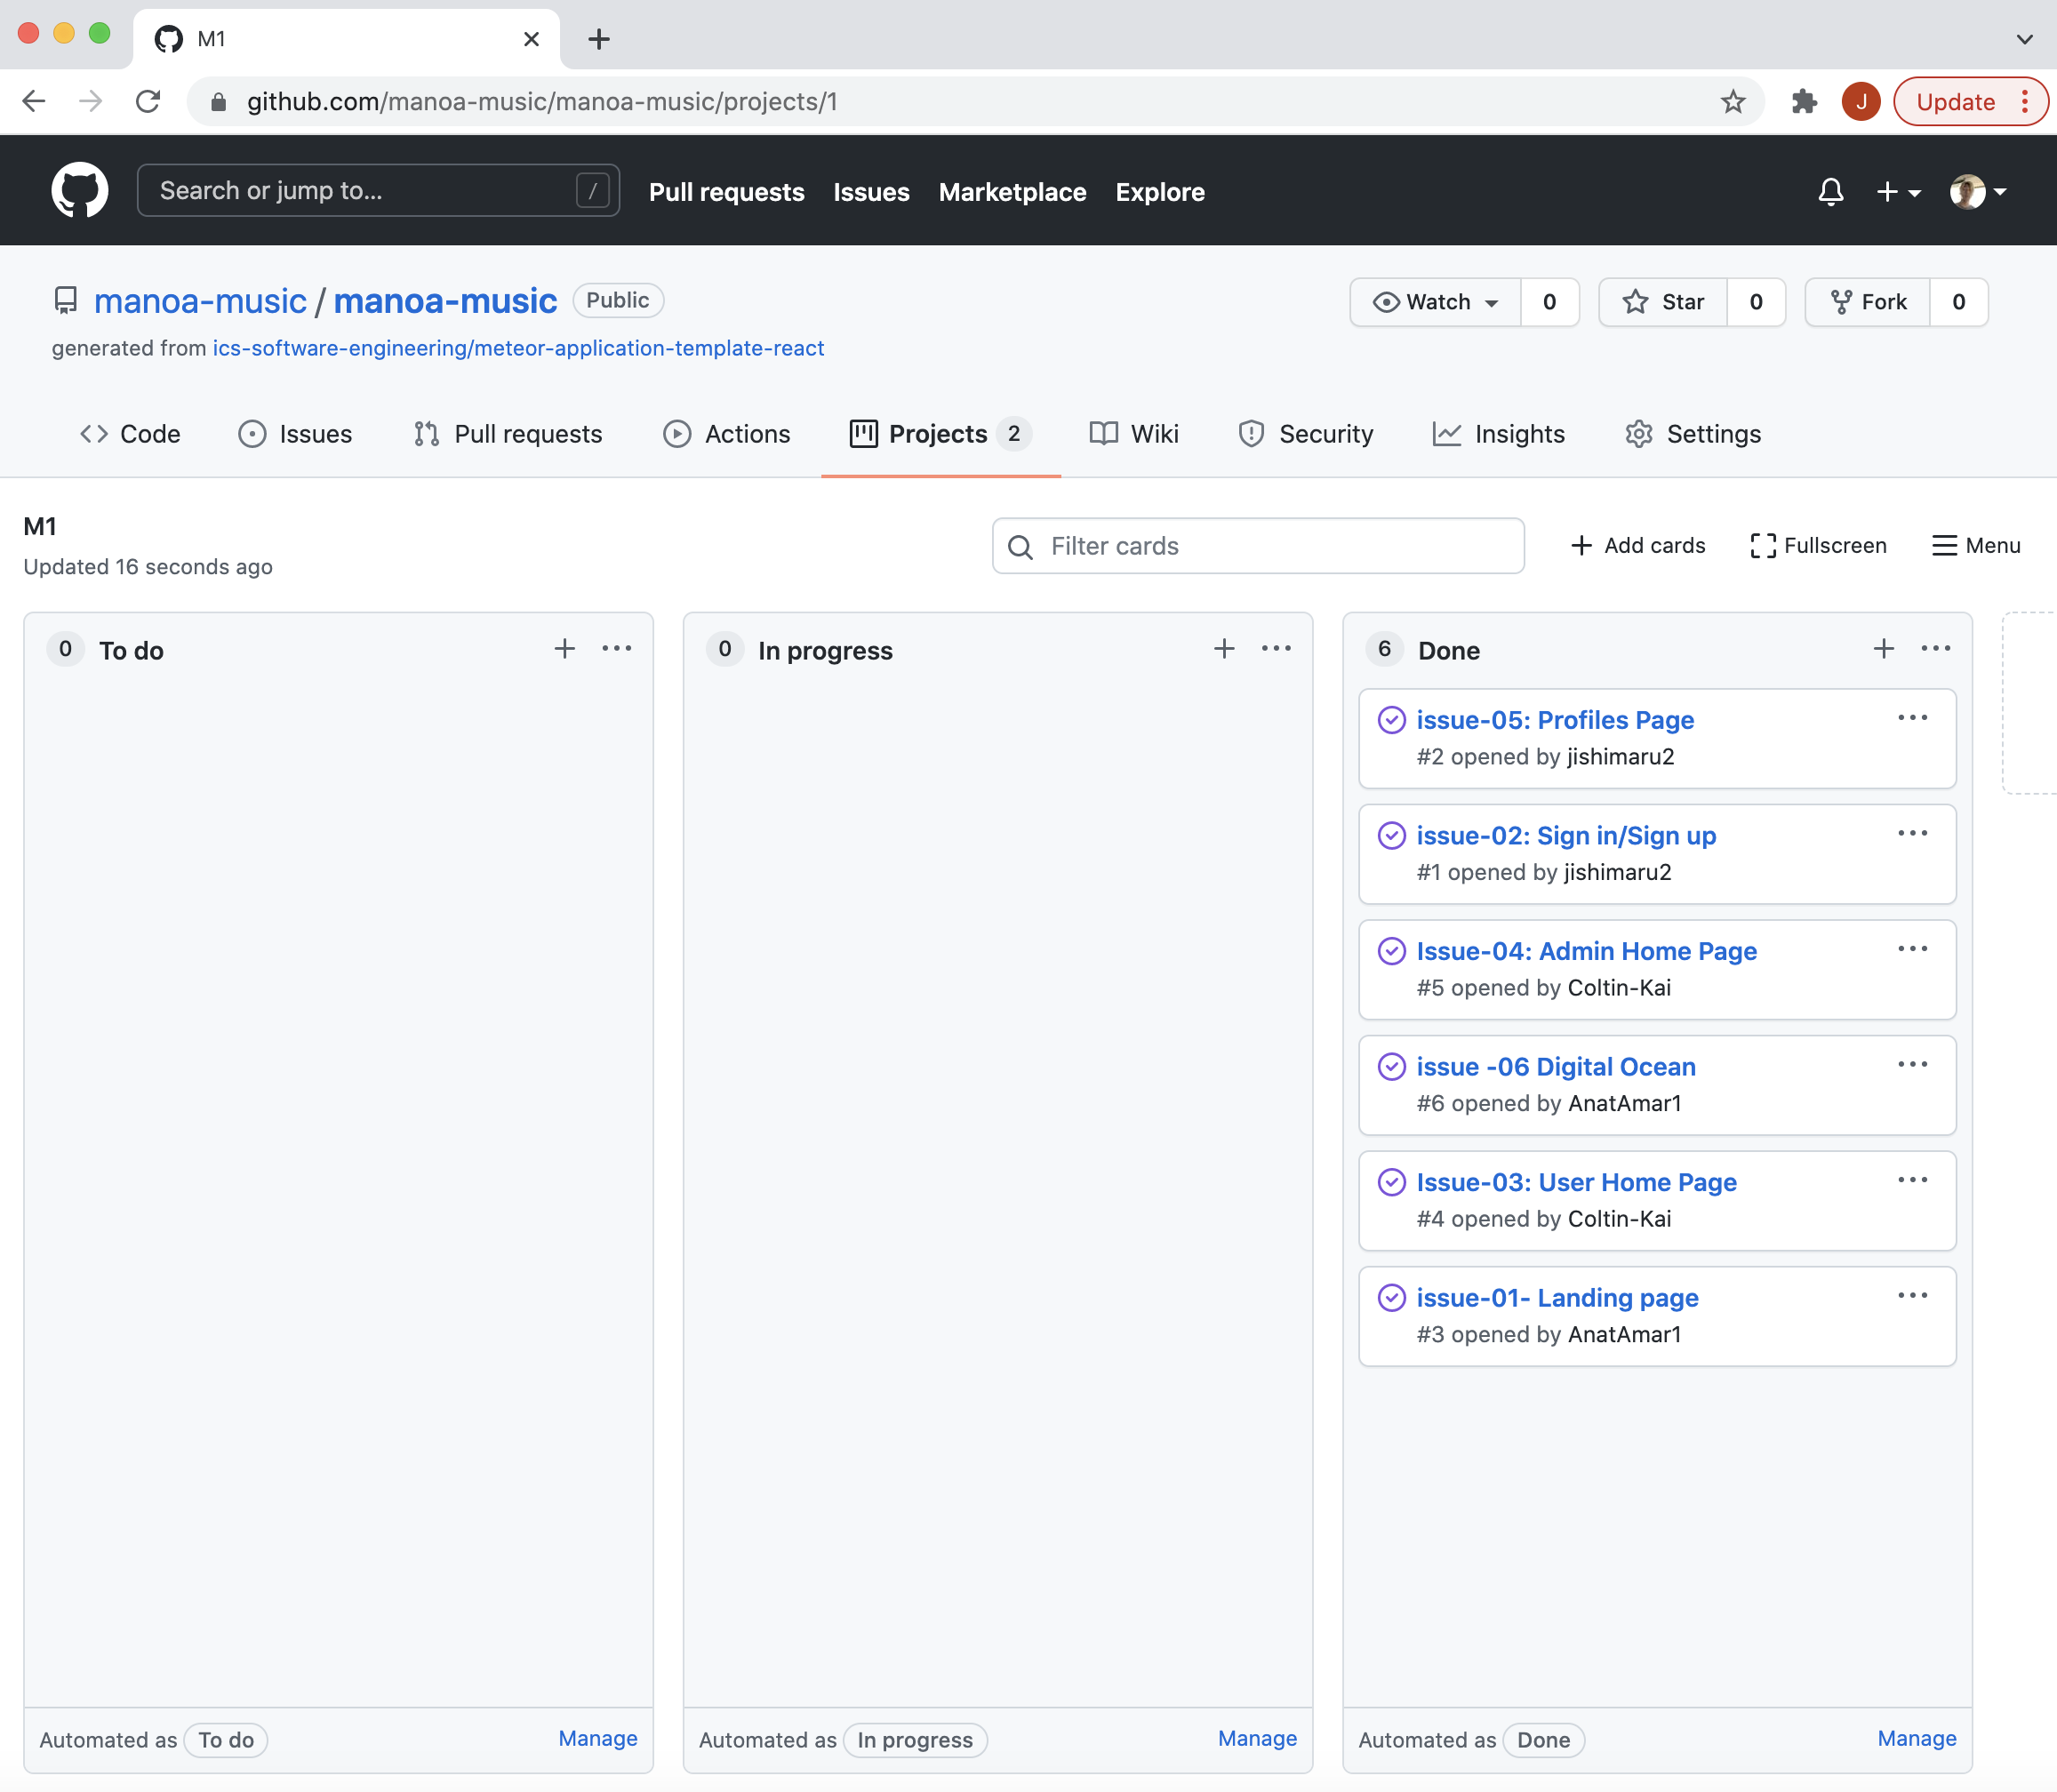 M1
github.com/manoa-music/manoa-music/projects/1
J
Update
Search or jump to...
/
Pull requests
Issues
Marketplace
Explore
manoa-music / manoa-music Public
Watch 0
Star 0
Fork 0
generated from ics-software-engineering/meteor-application-template-react
Code
Issues
Pull requests
Actions
Projects 2
Wiki
Security
Insights
Settings
M1
Updated 16 seconds ago
Filter cards
Add cards
Fullscreen
Menu
0 To do
0 In progress
6 Done
issue-05: Profiles Page
#2 opened by jishimaru2
issue-02: Sign in/Sign up
#1 opened by jishimaru2
Issue-04: Admin Home Page
#5 opened by Coltin-Kai
issue -06 Digital Ocean
#6 opened by AnatAmar1
Issue-03: User Home Page
#4 opened by Coltin-Kai
issue-01- Landing page
#3 opened by AnatAmar1
Automated as To do Manage
Automated as In progress Manage
Automated as Done Manage